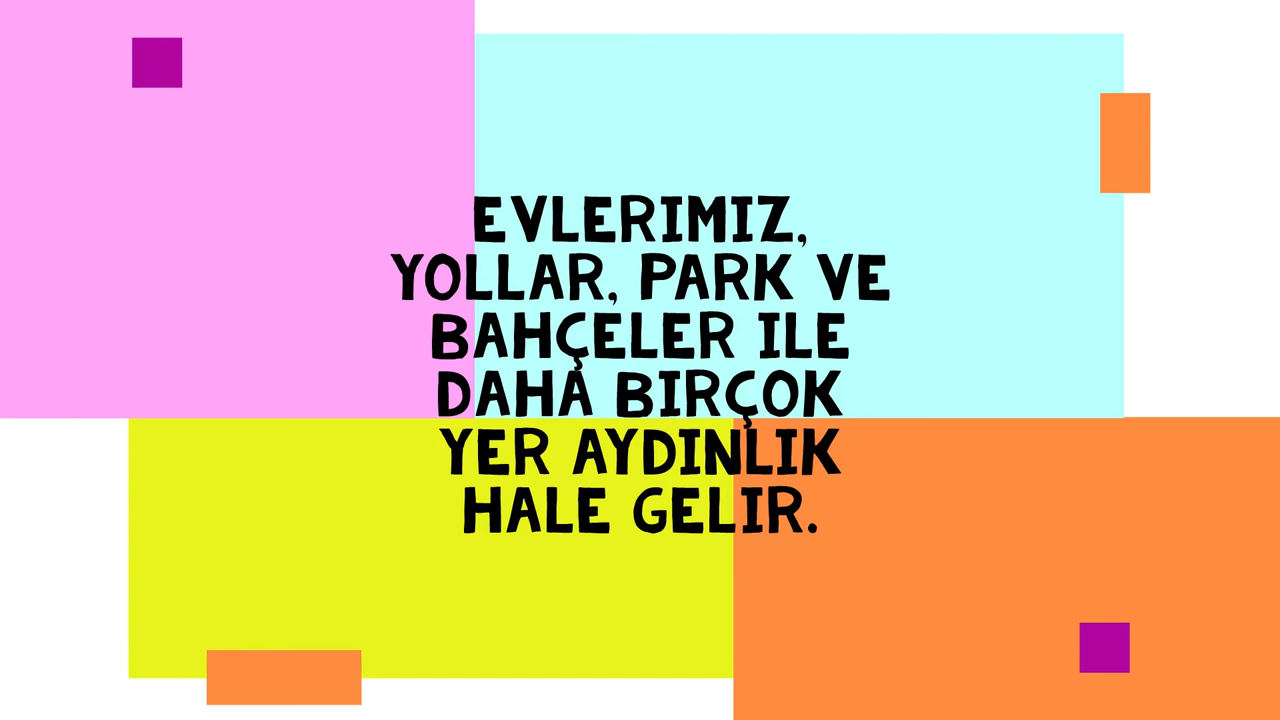 EVLERIMIZ,
YOLLAR, PARK VE
BAHÇELER ILE
DAHA BIRÇOK
YER AYDINLIK
HALE GELIR.